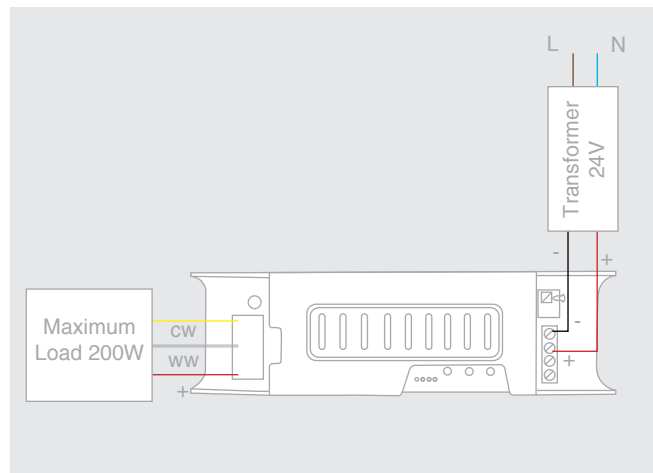 L N
Transformer
24V
- +
-
+
Maximum
Load 200W
CW
WW
+